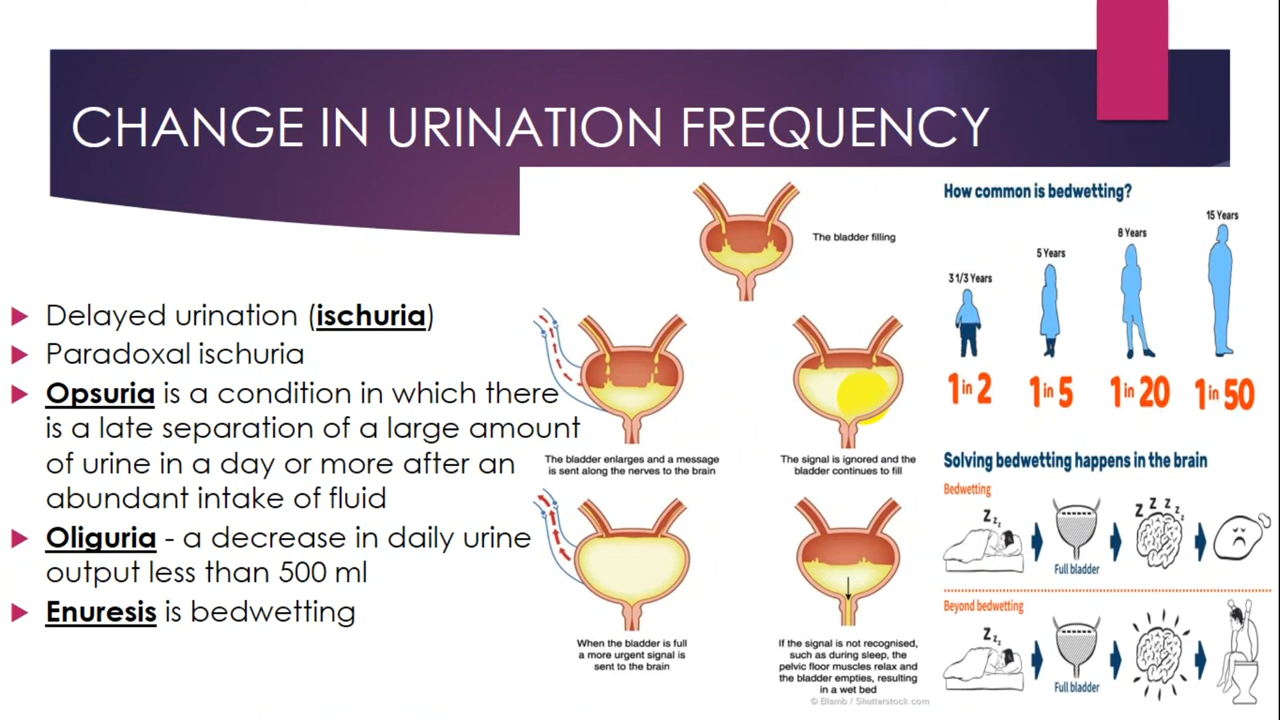 CHANGE IN URINATION FREQUENCY
Delayed urination (ischuria)
Paradoxal ischuria
Opsuria is a condition in which there
is a late separation of a large amount
of urine in a day or more after an
abundant intake of fluid
Oliguria - a decrease in daily urine
output less than 500 ml
Enuresis is bedwetting
The bladder filling
The bladder enlarges and a message
is sent along the nerves to the brain
The signal is ignored and the
bladder continues to fill
When the bladder is full
a more urgent signal is
sent to the brain
If the signal is not recognised,
such as during sleep, the
pelvic floor muscles relax and
the bladder empties, resulting
in a wet bed
© Blamb / Shutterstock.com
How common is bedwetting?
3 1/3 Years
5 Years
8 Years
15 Years
1 in 2
1 in 5
1 in 20
1 in 50
Solving bedwetting happens in the brain
Bedwetting
Z z z,
Full bladder
Z Z z z z
Beyond bedwetting
Z z z,
Full bladder